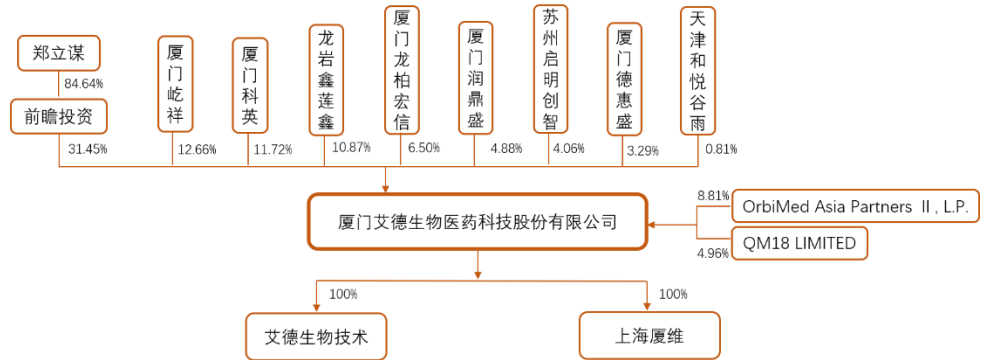 郑立谋
84.64%
前瞻投资
31.45%
厦门屹祥
12.66%
厦门科英
11.72%
龙岩鑫莲鑫
10.87%
厦门龙柏宏信
6.50%
厦门润鼎盛
4.88%
苏州启明创智
4.06%
厦门德惠盛
3.29%
天津和悦谷雨
0.81%
厦门艾德生物医药科技股份有限公司
8.81%
OrbiMed Asia Partners Ⅱ, L.P.
QM18 LIMITED
4.96%
100%
100%
艾德生物技术
上海厦维